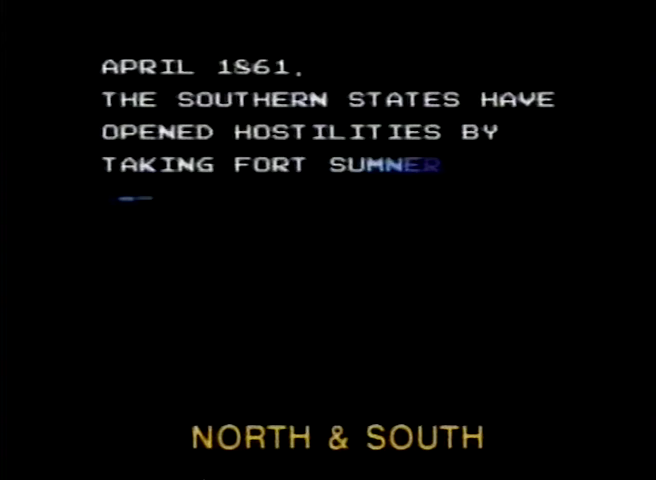 APRIL 1861.
THE SOUTHERN STATES HAVE
OPENED HOSTILITIES BY
TAKING FORT SUMNER
NORTH & SOUTH